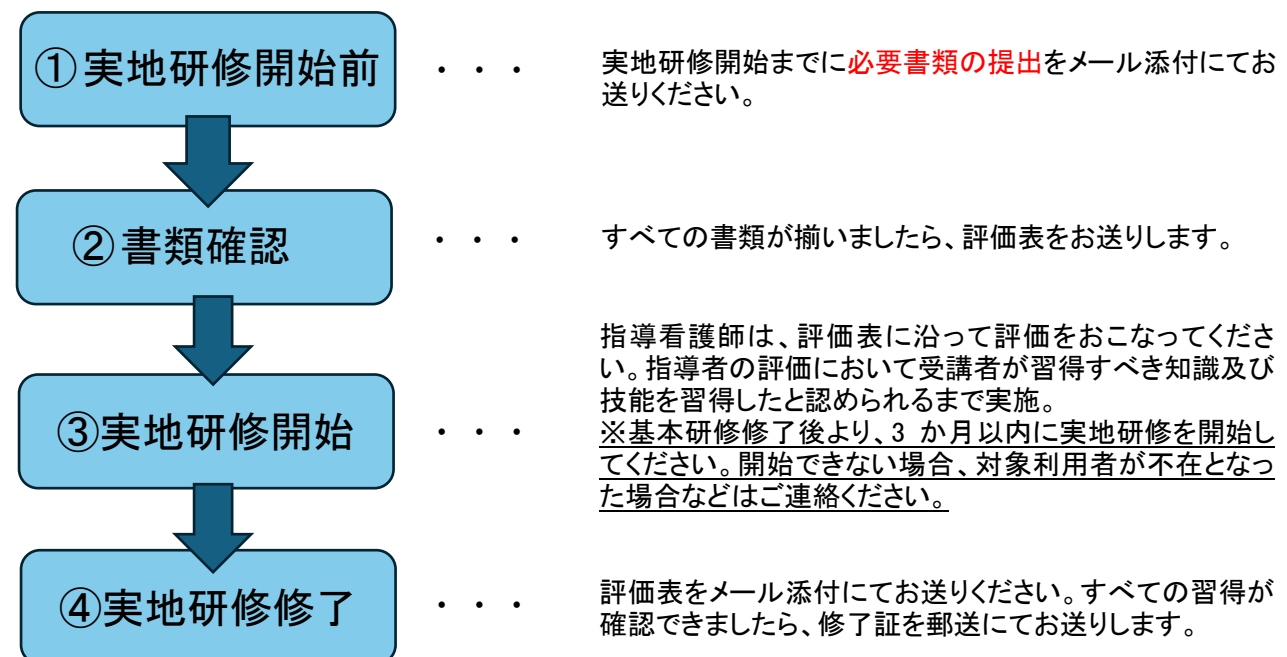 ①実地研修開始前 ・・・ 実地研修開始までに必要書類の提出をメール添付にてお
送りください。
②書類確認 ・・・ すべての書類が揃いましたら、評価表をお送りします。
指導看護師は、評価表に沿って評価をおこなってくださ
い。指導者の評価において受講者が習得すべき知識及び
技能を習得したと認められるまで実施。
③実地研修開始 ・・・ ※基本研修修了後より、3 か月以内に実地研修を開始し
てください。開始できない場合、対象利用者が不在となっ
た場合などはご連絡ください。
④実地研修修了 ・・・ 評価表をメール添付にてお送りください。すべての習得が
確認できましたら、修了証を郵送にてお送りします。